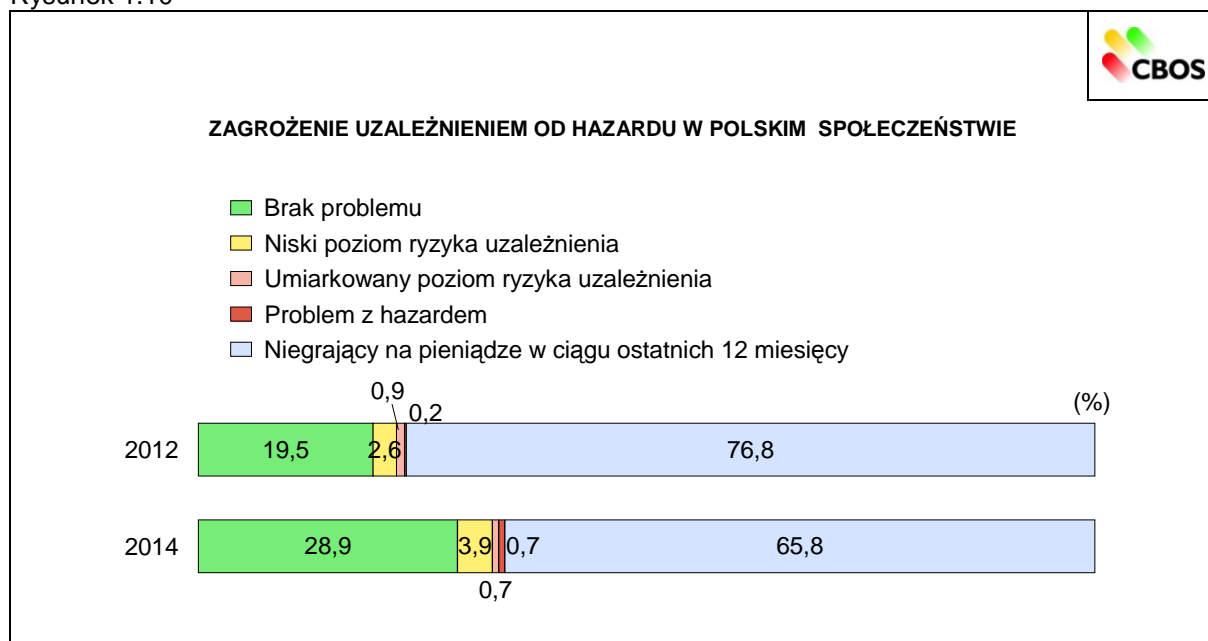 CBOS
ZAGROŻENIE UZALEŻNIENIEM OD HAZARDU W POLSKIM SPOŁECZEŃSTWIE
Brak problemu
Niski poziom ryzyka uzależnienia
Umiarkowany poziom ryzyka uzależnienia
Problem z hazardem
Niegrający na pieniądze w ciągu ostatnich 12 miesięcy
(%)
0,9
0,2
2012 19,5 2,6 76,8
2014 28,9 3,9 0,7 65,8
0,7